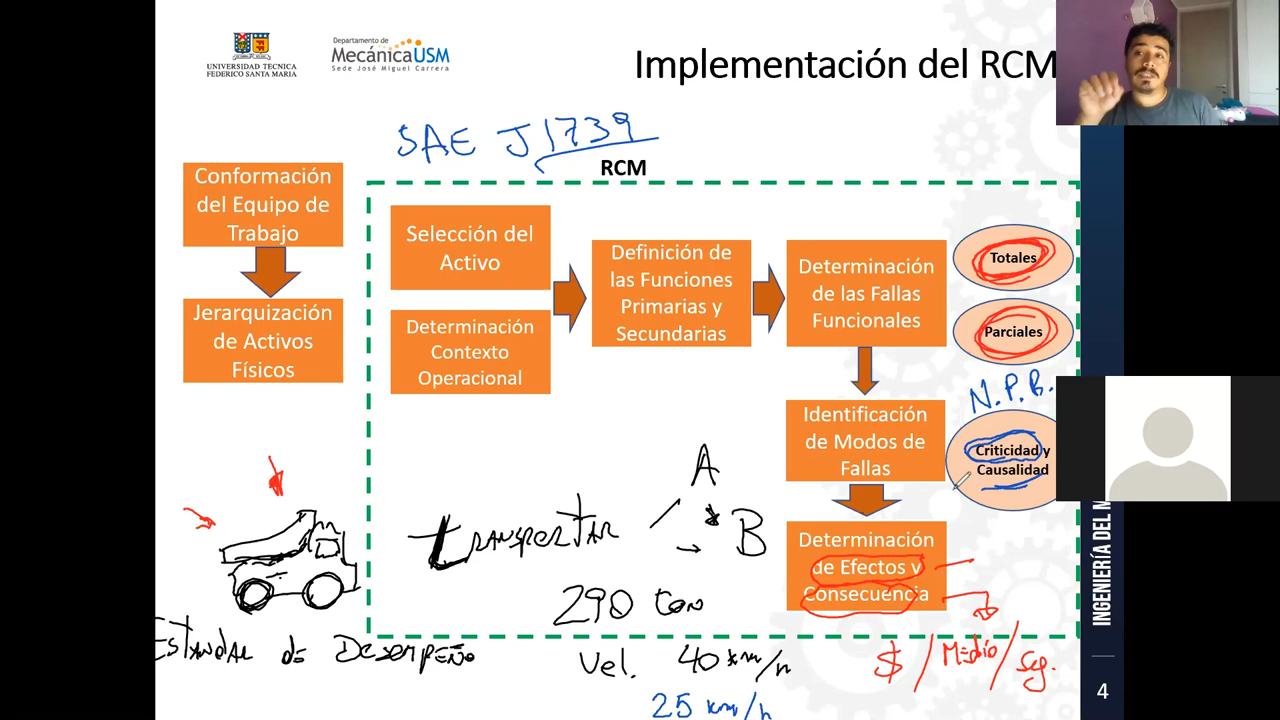 UNIVERSIDAD TECNICA
FEDERICO SANTA MARIA
Departamento de
MecánicaUSM
Sede José Miguel Carrera
Implementación del RCM
SAE J1739
RCM
Conformación
del Equipo de
Trabajo
Jerarquización
de Activos
Físicos
Selección del
Activo
Determinación
Contexto
Operacional
Definición de
las Funciones
Primarias y
Secundarias
Determinación
de las Fallas
Funcionales
Totales
Parciales
N.P.B.
Identificación
de Modos de
Fallas
Criticidad y
Causalidad
Determinación
de Efectos y
Consecuencia
A
TRANSPORTAR
B
290 ton
ESTANDAR DE DESEMPEÑO
Vel. 40 km/h
25 km/h
$ / MEDIO / Seg.
INGENIERÍA DEL M
4